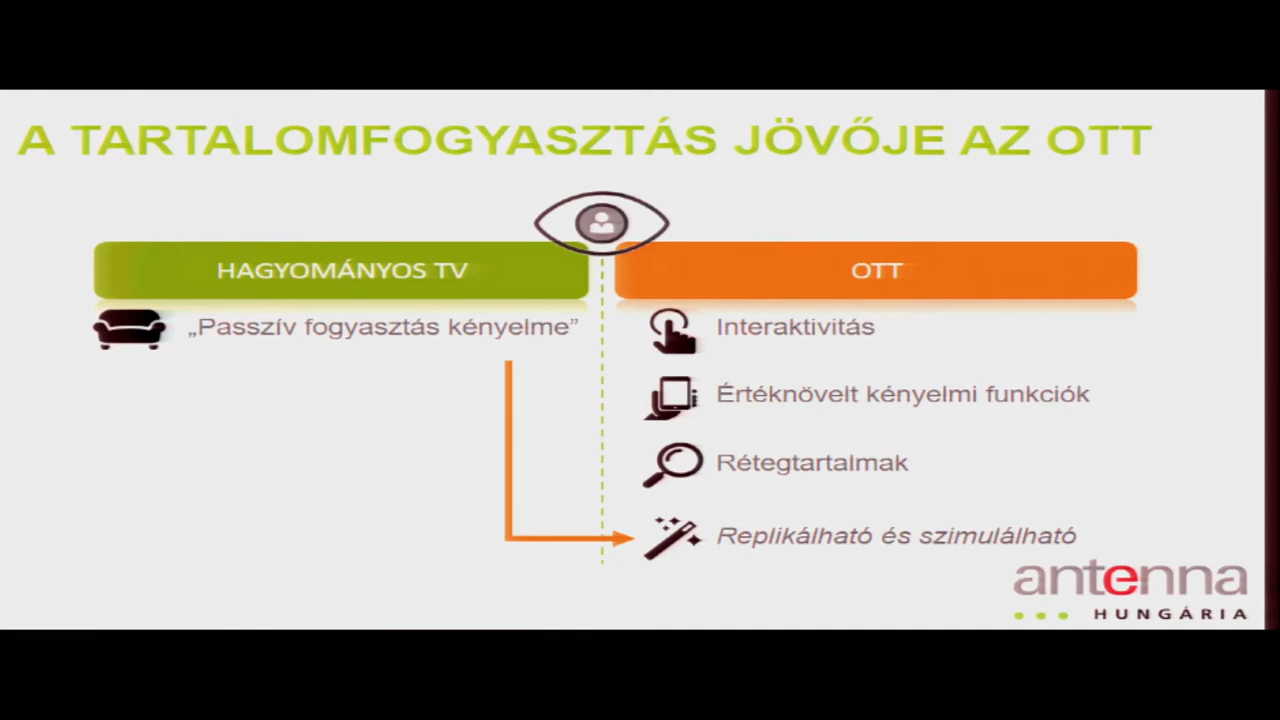 A TARTALOMFOGYASZTÁS JÖVŐJE AZ OTT
HAGYOMÁNYOS TV
„Passzív fogyasztás kényelme”
OTT
Interaktivitás
Értéknövelt kényelmi funkciók
Rétegtartalmak
Replikálható és szimulálható
antenna
HUNGÁRIA